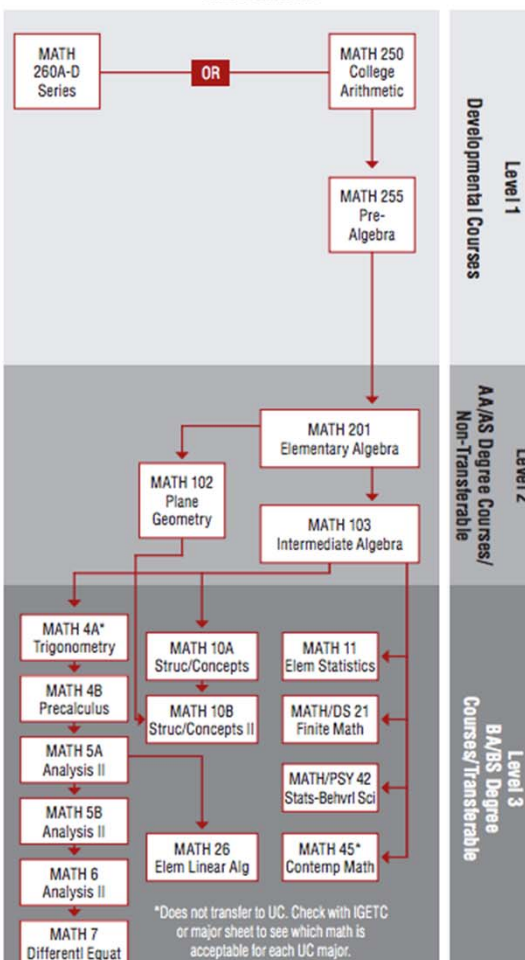 MATH
260A-D
Series
OR
MATH 250
College
Arithmetic
MATH 255
Pre-
Algebra
Level 1
Developmental Courses
MATH 201
Elementary Algebra
MATH 102
Plane
Geometry
MATH 103
Intermediate Algebra
Level 2
AA/AS Degree Courses/
Non-Transferable
MATH 4A*
Trigonometry
MATH 4B
Precalculus
MATH 5A
Analysis II
MATH 5B
Analysis II
MATH 6
Analysis II
MATH 7
Differentl Equat
MATH 10A
Struc/Concepts
MATH 10B
Struc/Concepts II
MATH 26
Elem Linear Alg
MATH 11
Elem Statistics
MATH/DS 21
Finite Math
MATH/PSY 42
Stats-Behvrl Sci
MATH 45*
Contemp Math
*Does not transfer to UC. Check with IGETC
or major sheet to see which math is
acceptable for each UC major.
Level 3
BA/BS Degree
Courses/Transferable